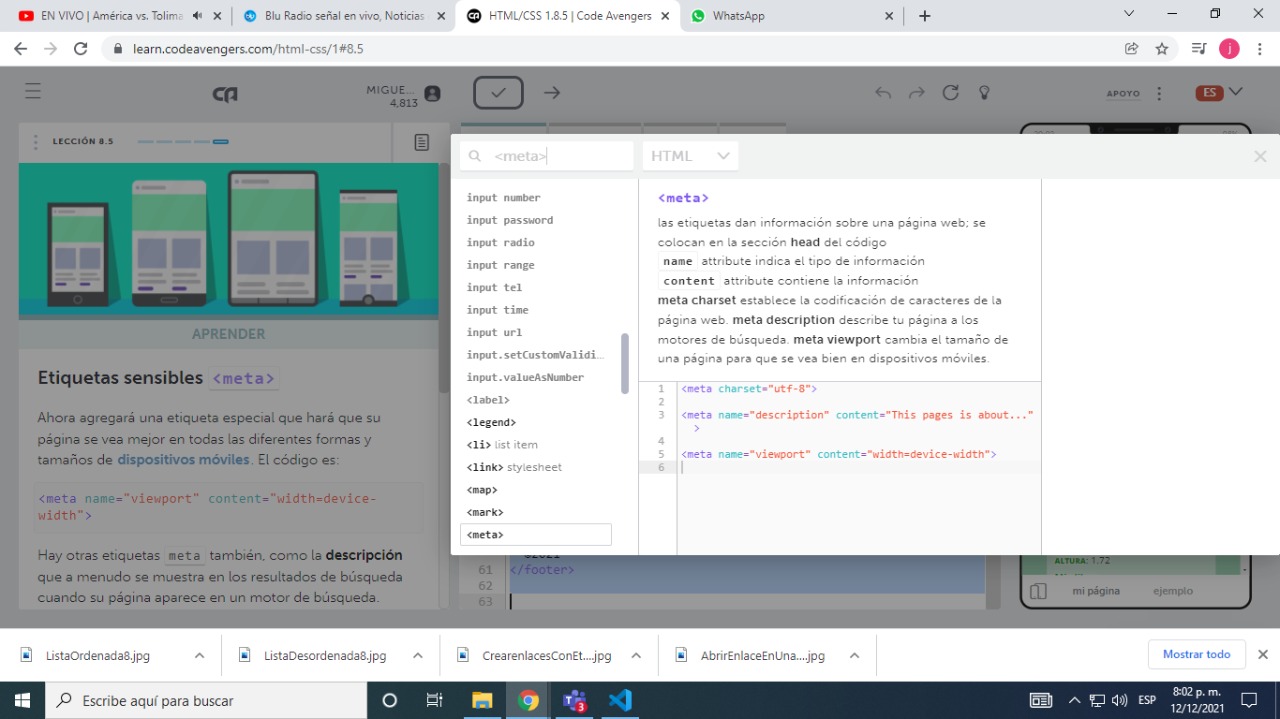 EN VIVO | América vs. Tolima
Blu Radio señal en vivo, Noticias
HTML/CSS 1.8.5 | Code Avengers
WhatsApp
learn.codeavengers.com/html-css/1#8.5
j
MIGUE...
4,813
APOYO
ES
LECCIÓN 8.5
<meta>
HTML
APRENDER
Etiquetas sensibles <meta>
Ahora agregará una etiqueta especial que hará que su
página se vea mejor en todas las diferentes formas y
tamaños de dispositivos móviles. El código es:
<meta name="viewport" content="width=device-
width">
Hay otras etiquetas meta también, como la descripción
que a menudo se muestra en los resultados de búsqueda
cuando su página aparece en un motor de búsqueda.
input number
input password
input radio
input range
input tel
input time
input url
input.setCustomValidi...
input.valueAsNumber
<label>
<legend>
<li> list item
<link> stylesheet
<map>
<mark>
<meta>
<meta>
las etiquetas dan información sobre una página web; se
colocan en la sección head del código
name attribute indica el tipo de información
content attribute contiene la información
meta charset establece la codificación de caracteres de la
página web. meta description describe tu página a los
motores de búsqueda. meta viewport cambia el tamaño de
una página para que se vea bien en dispositivos móviles.
1 <meta charset="utf-8">
2
3 <meta name="description" content="This pages is about..."
>
4
5 <meta name="viewport" content="width=device-width">
6
61 </footer>
62
63
ALTURA: 1.72
mi página
ejemplo
ListaOrdenada8.jpg
ListaDesordenada8.jpg
CrearenlacesConEt....jpg
AbrirEnlaceEnUna....jpg
Mostrar todo
Escribe aquí para buscar
3
ESP
8:02 p. m.
12/12/2021